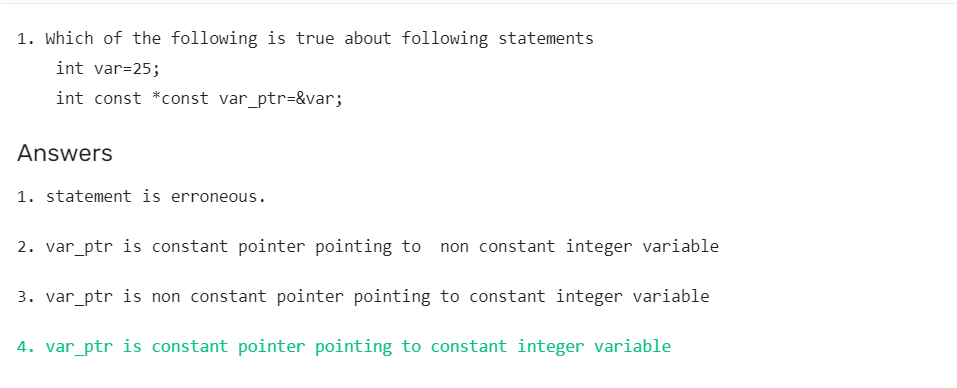 1. Which of the following is true about following statements
int var=25;
int const *const var_ptr=&var;
Answers
1. statement is erroneous.
2. var_ptr is constant pointer pointing to  non constant integer variable
3. var_ptr is non constant pointer pointing to constant integer variable
4. var_ptr is constant pointer pointing to constant integer variable